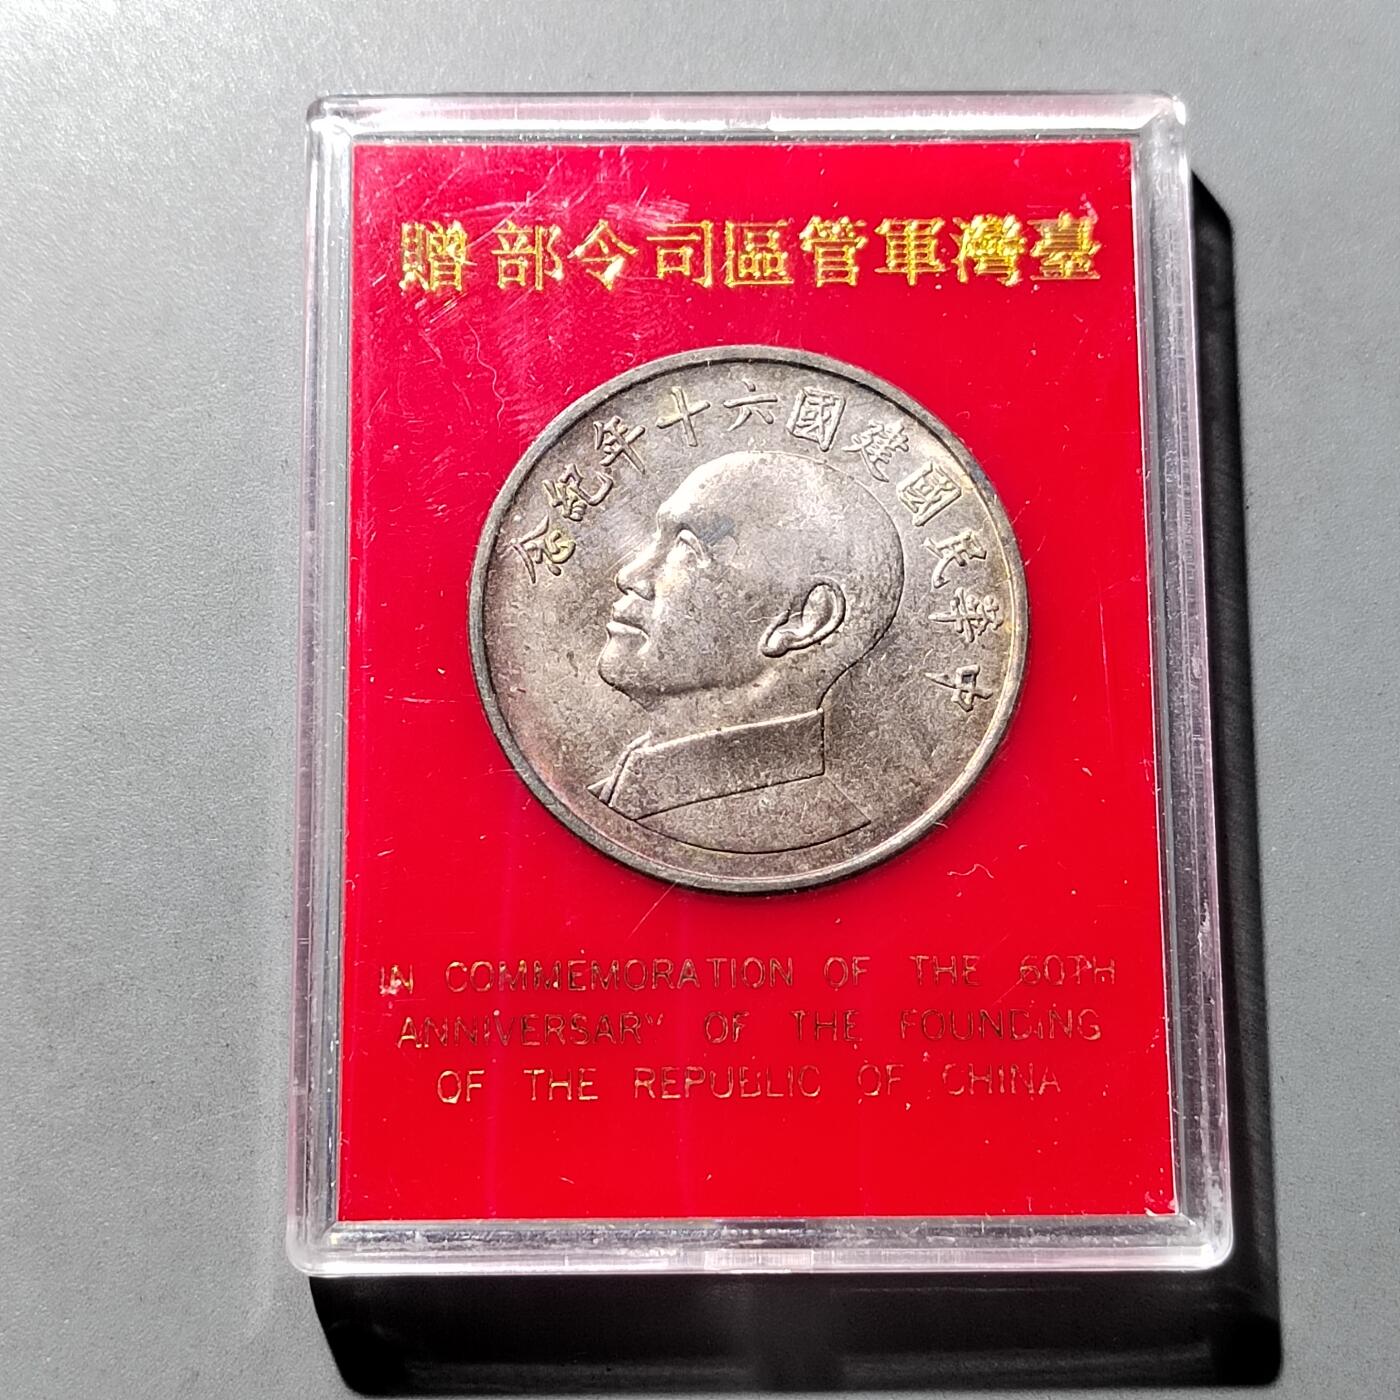 臺灣軍管區司令部 贈
中華民國建國六十年紀念
IN COMMEMORATION OF THE 60TH
ANNIVERSARY OF THE FOUNDING
OF THE REPUBLIC OF CHINA